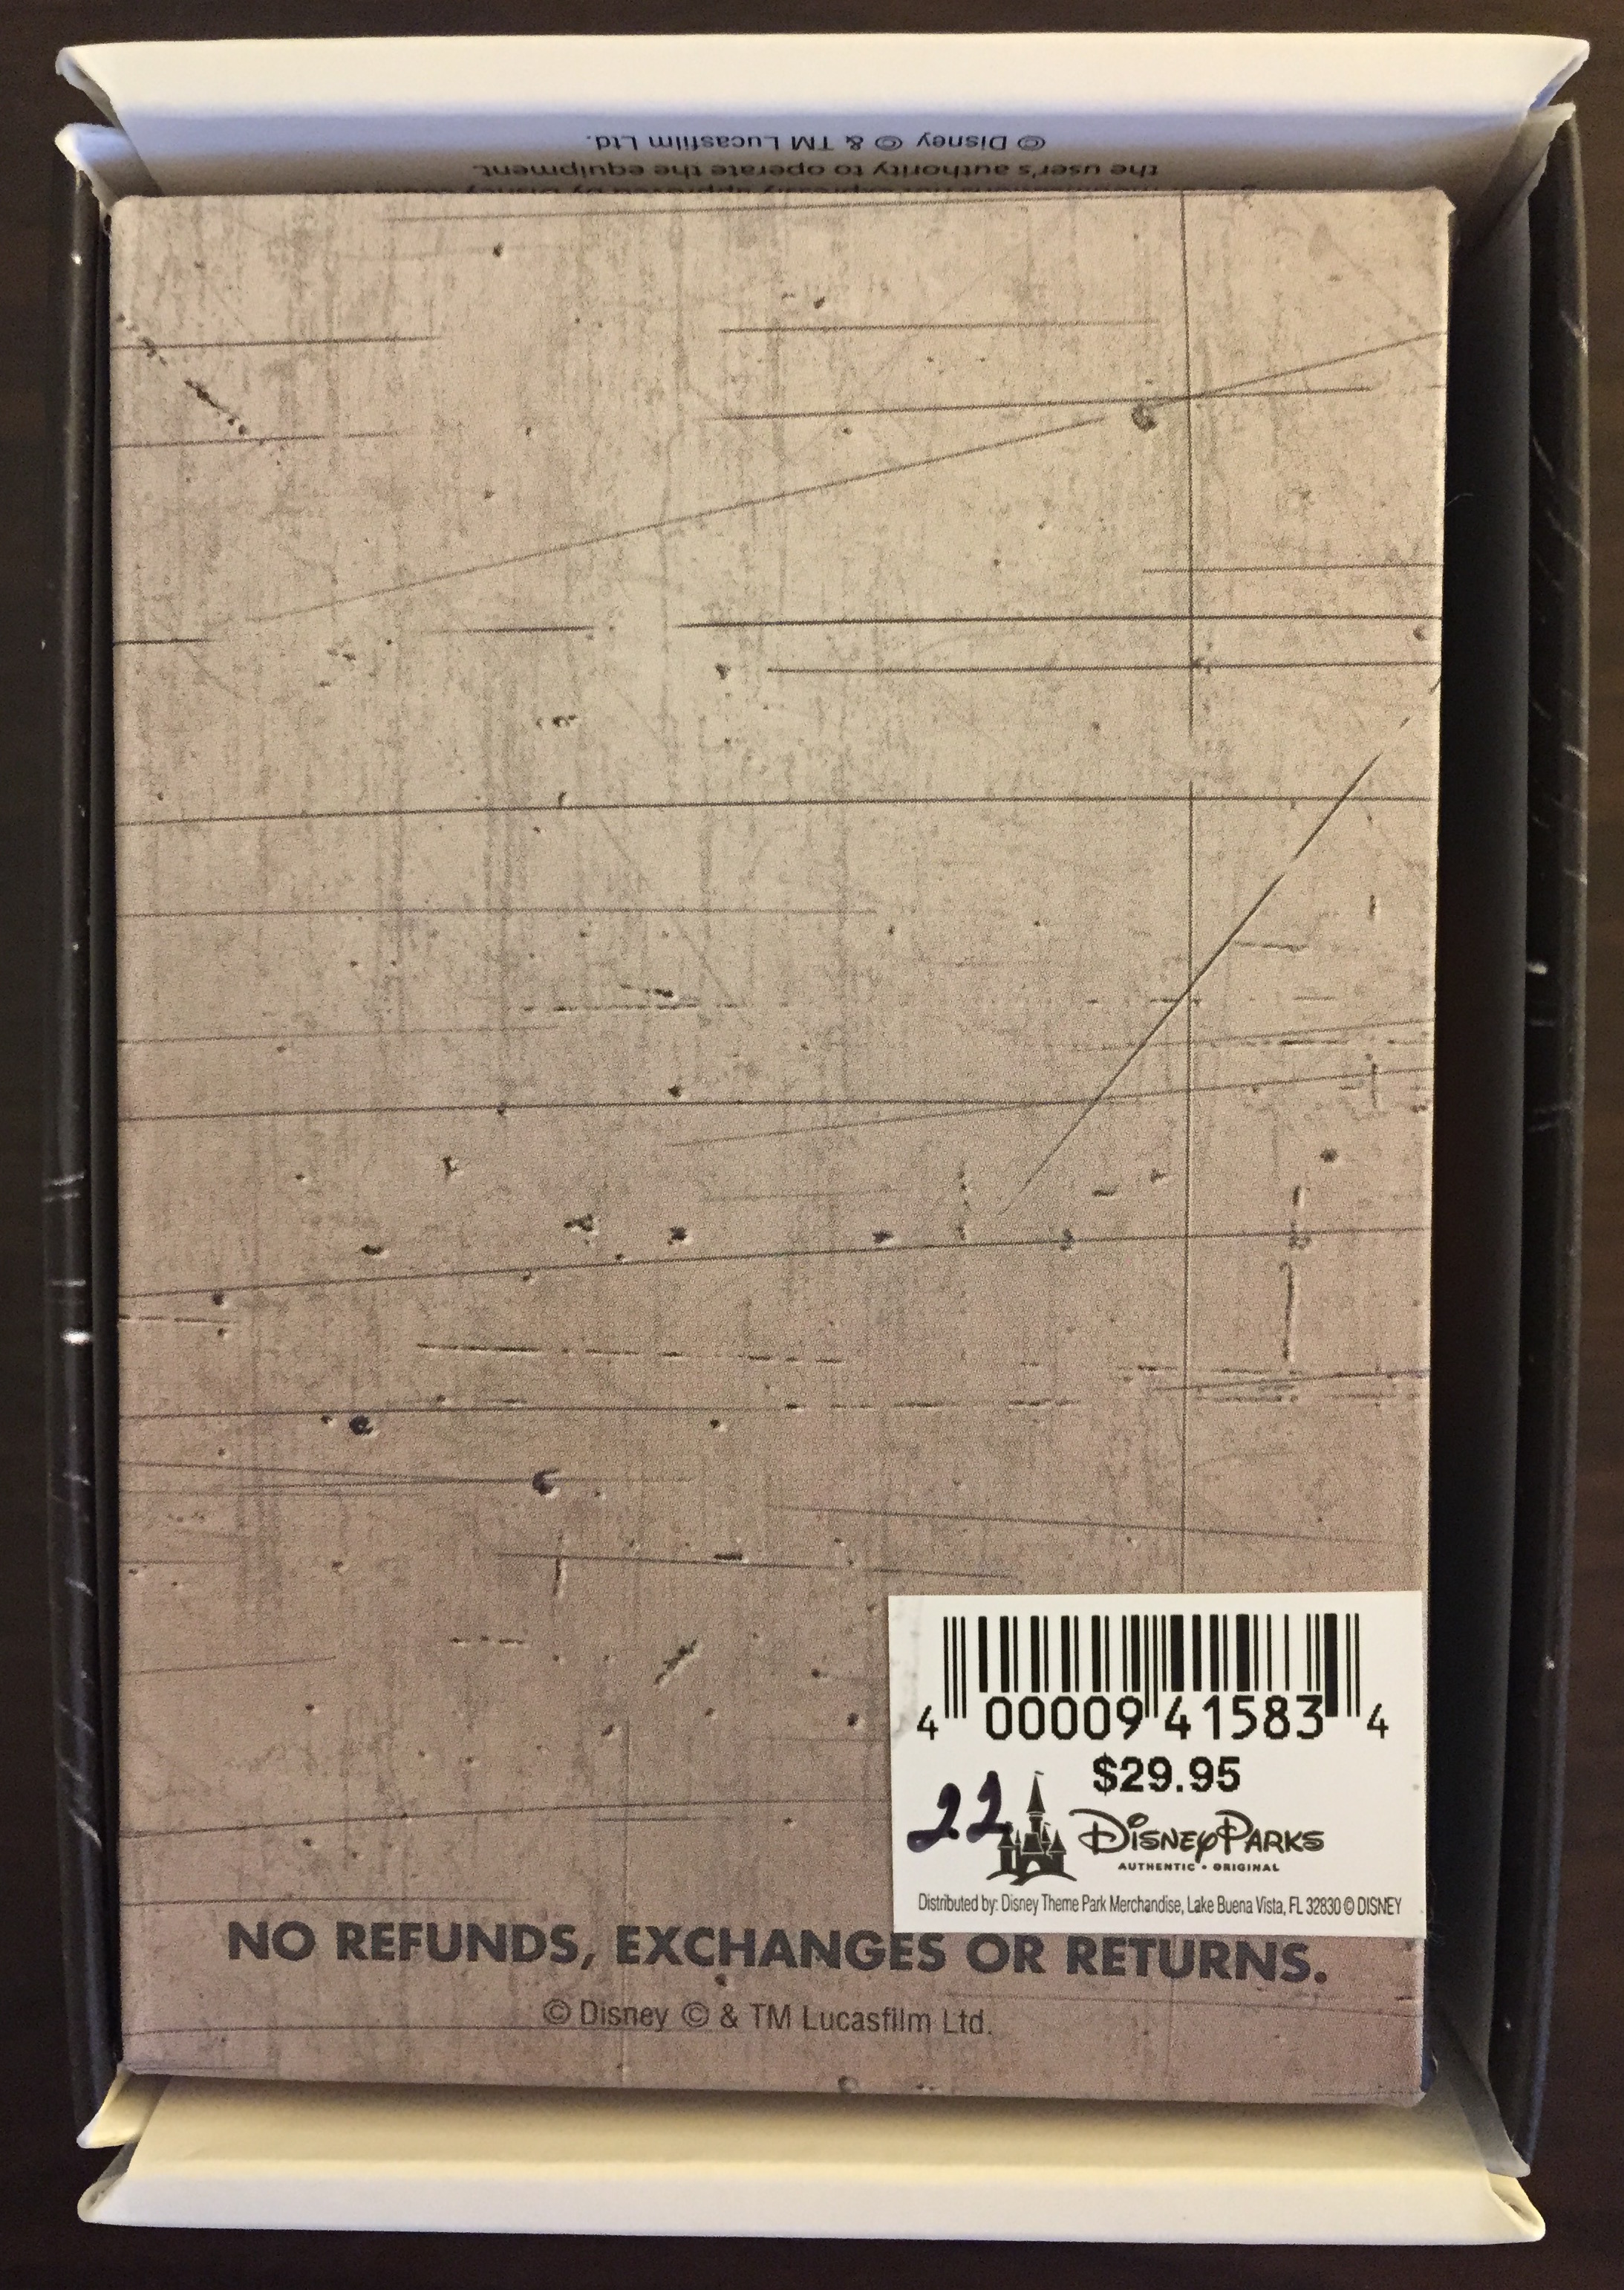 © Disney © & TM Lucasfilm Ltd.
the user's authority to operate the equipment.
4 00009 41583 4
$29.95
22
Disney Parks
AUTHENTIC • ORIGINAL
Distributed by: Disney Theme Park Merchandise, Lake Buena Vista, FL 32830 © DISNEY
NO REFUNDS, EXCHANGES OR RETURNS.
© Disney © & TM Lucasfilm Ltd.